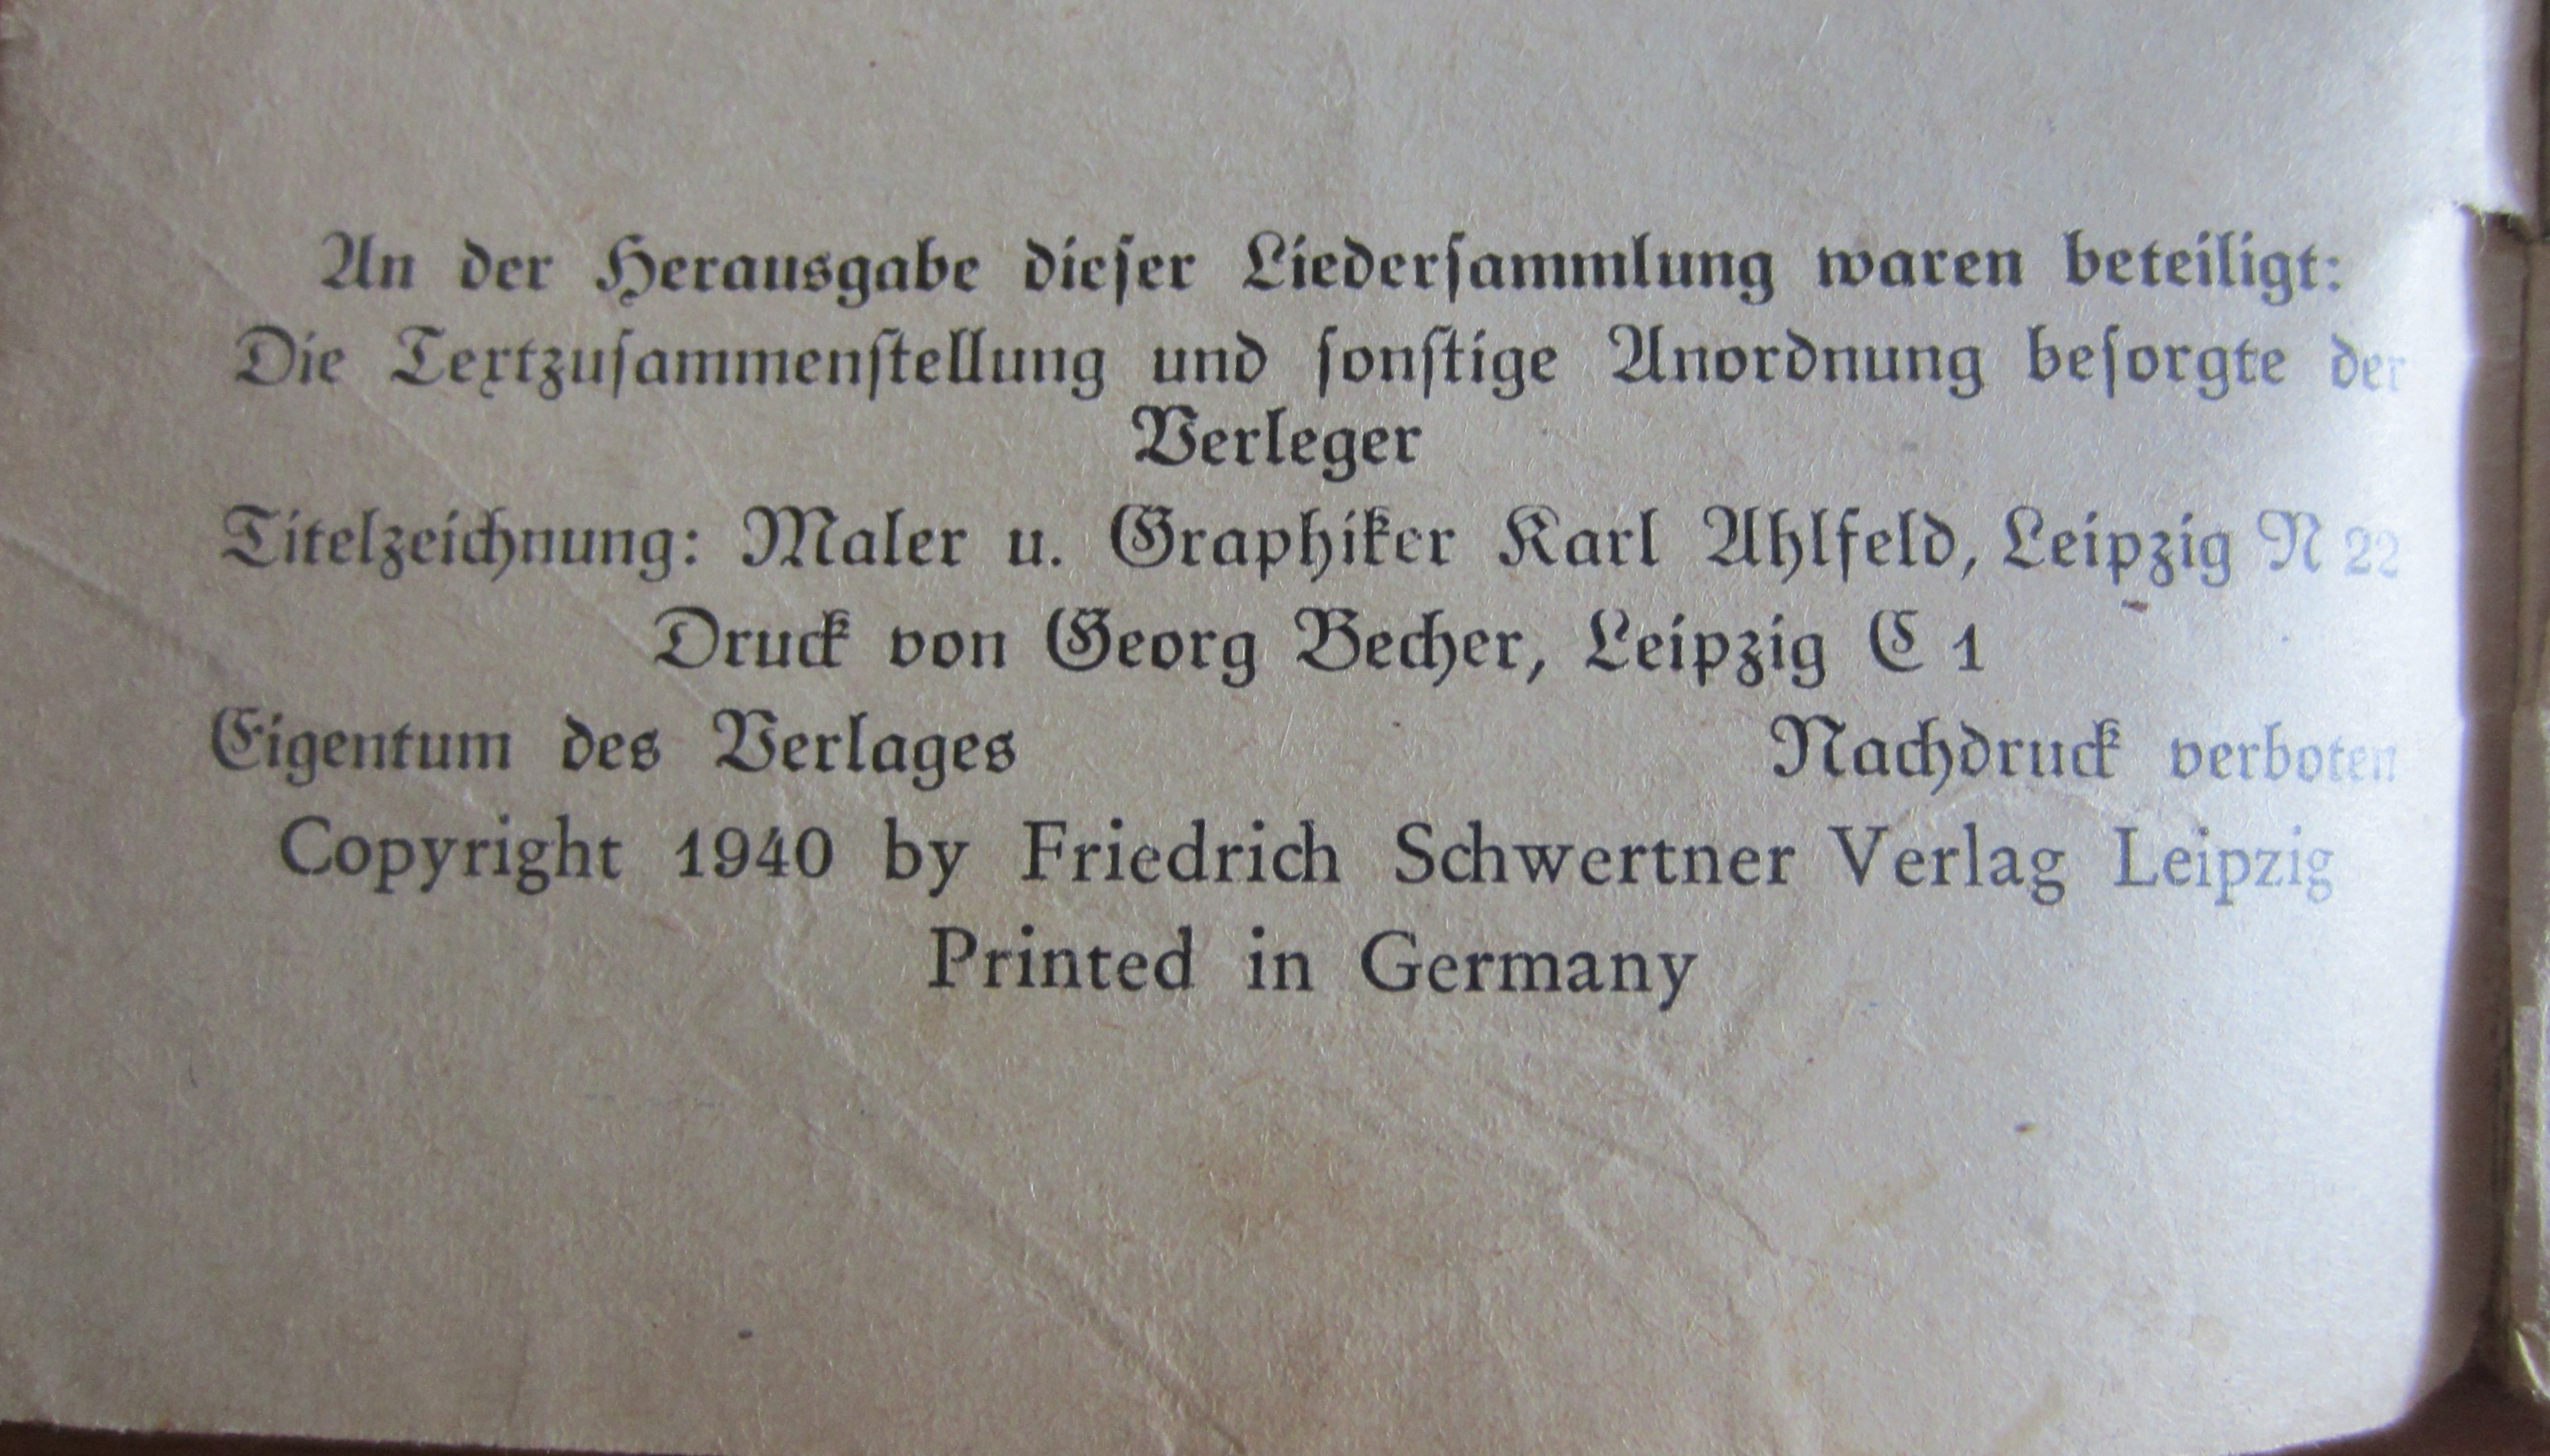 An der Herausgabe dieſer Liederſammlung waren beteiligt:
Die Textzuſammenſtellung und ſonſtige Anordnung beſorgte der
Verleger
Titelzeichnung: Maler u. Graphiker Karl Ahlfeld, Leipzig N 22
Druck von Georg Becher, Leipzig C 1
Eigentum des Verlages Nachdruck verboten
Copyright 1940 by Friedrich Schwertner Verlag Leipzig
Printed in Germany